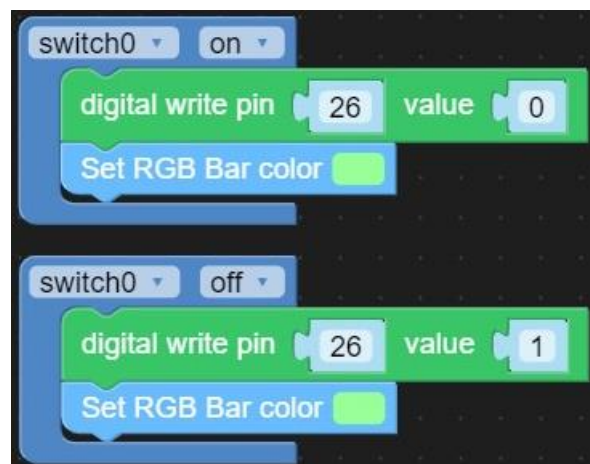 switch0 on
digital write pin 26 value 0
Set RGB Bar color
switch0 off
digital write pin 26 value 1
Set RGB Bar color